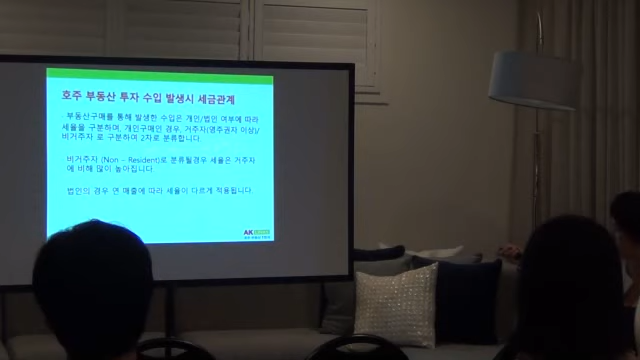 호주 부동산 투자 수입 발생시 세금관계
- 부동산구매를 통해 발생한 수입은 개인/법인 여부에 따라
세율을 구분하며, 개인구매인 경우, 거주자(영주권자 이상)/
비거주자 로 구분하며 2차로 분류합니다.
비거주자 (Non – Resident)로 분류될경우 세율은 거주자
에 비해 많이 높아집니다.
법인의 경우 연 매출에 따라 세율이 다르게 적용됩니다.
AK